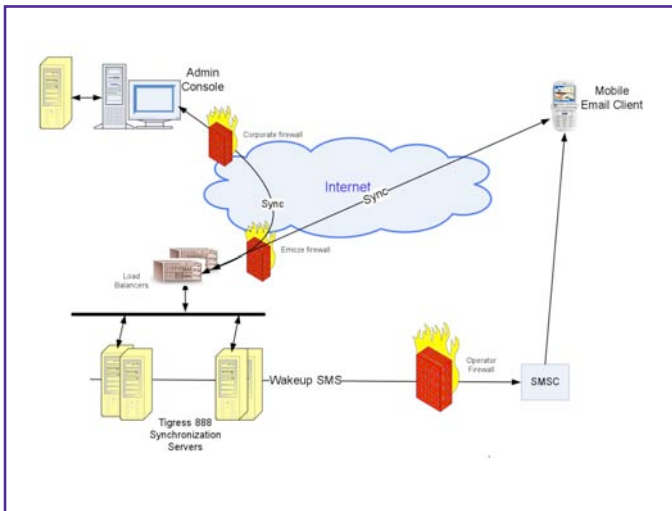 Admin
Console
Mobile
Email Client
Corporate firewall
Internet
Sync
Sync
Emoze firewall
Load
Balancers
Operator
Firewall
Wakeup SMS
SMSC
Tigress 888
Synchronization
Servers